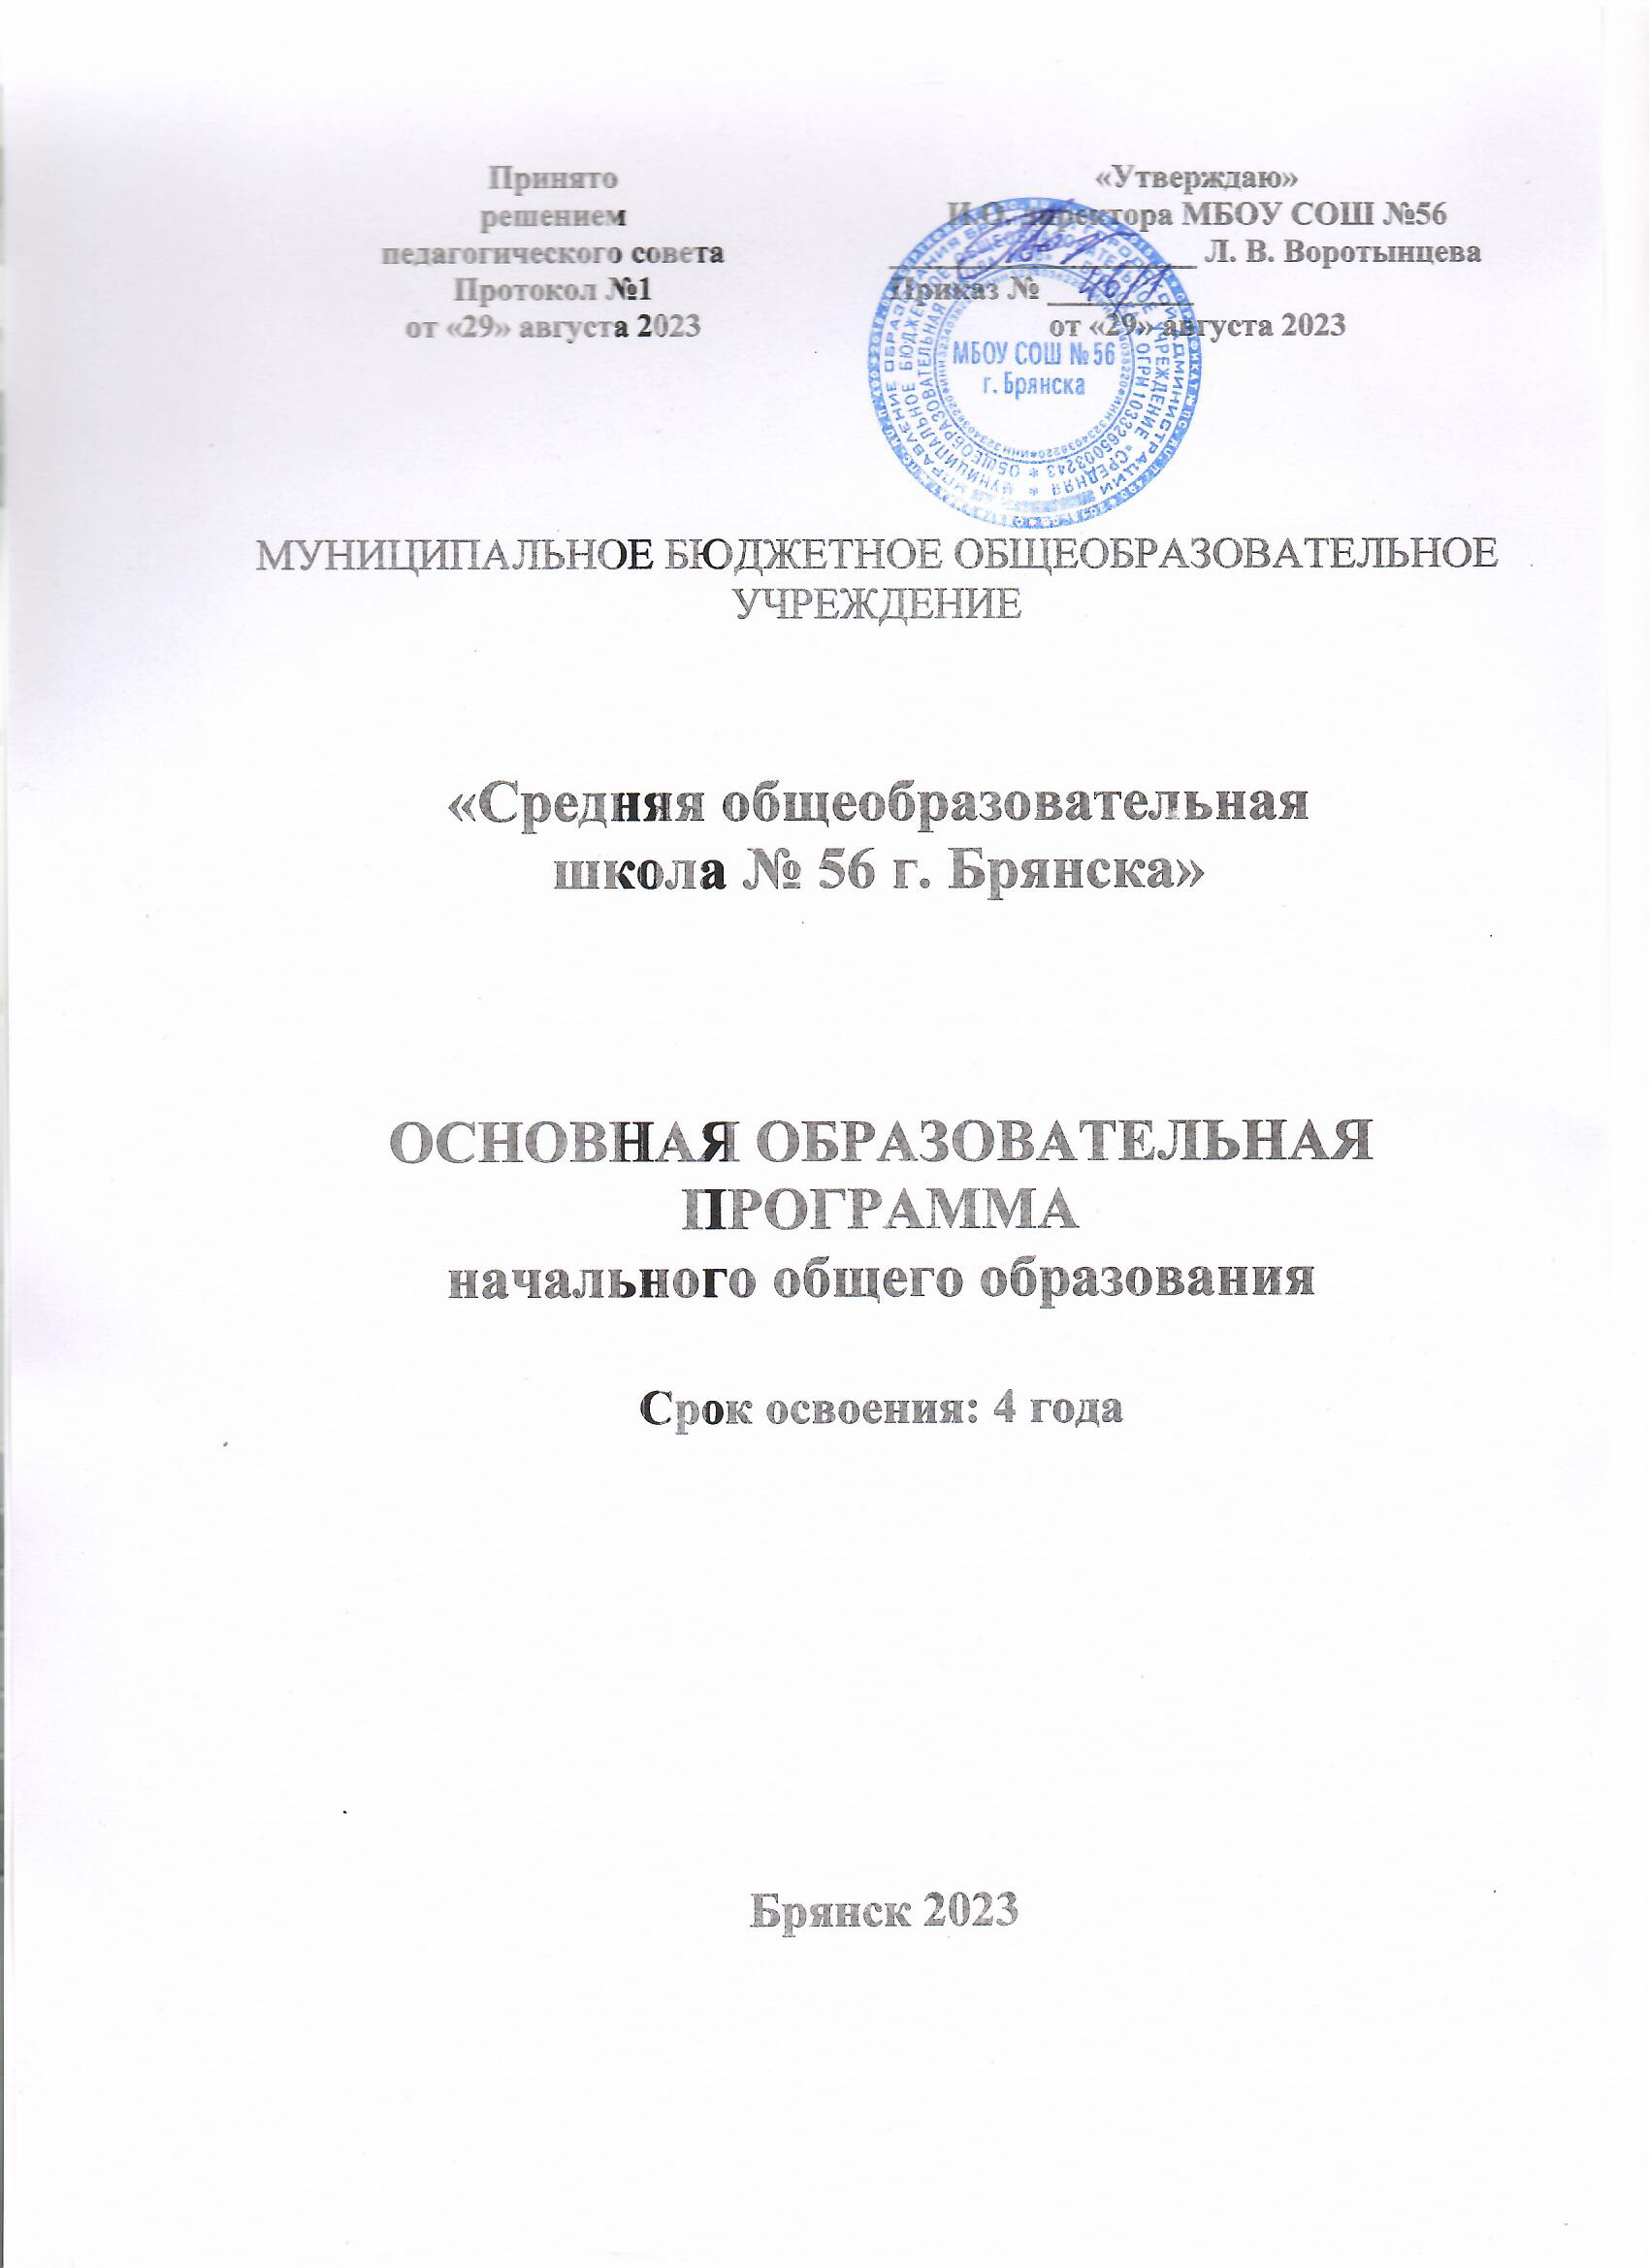 Принято
решением
педагогического совета
Протокол №1
от «29» августа 2023
«Утверждаю»
И.О. директора МБОУ СОШ №56
Л. В. Воротынцева
Приказ №
от «29» августа 2023
МБОУ СОШ № 56
г. Брянска
МУНИЦИПАЛЬНОЕ БЮДЖЕТНОЕ ОБЩЕОБРАЗОВАТЕЛЬНОЕ
УЧРЕЖДЕНИЕ
«Средняя общеобразовательная
школа № 56 г. Брянска»
ОСНОВНАЯ ОБРАЗОВАТЕЛЬНАЯ
ПРОГРАММА
начального общего образования
Срок освоения: 4 года
Брянск 2023